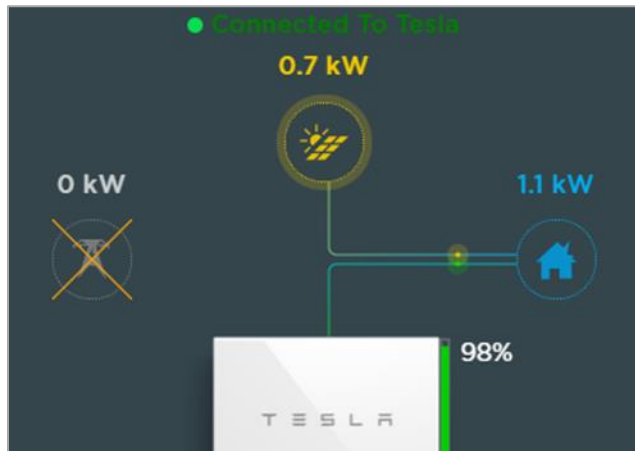 Connected To Tesla
0.7 kW
0 kW
1.1 kW
98%
TESLA